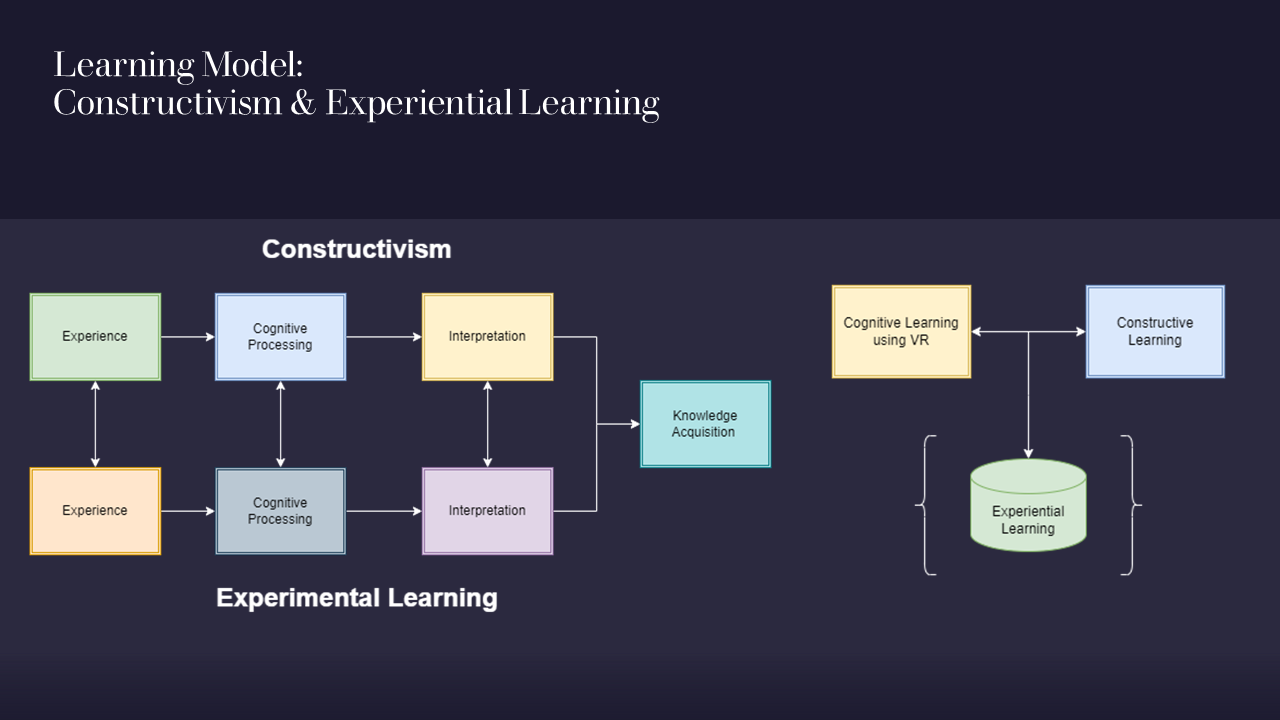 Learning Model:
Constructivism & Experiential Learning
Constructivism
Experience
Cognitive
Processing
Interpretation
Knowledge
Acquisition
Experience
Cognitive
Processing
Interpretation
Experimental Learning
Cognitive Learning
using VR
Constructive
Learning
Experiential
Learning